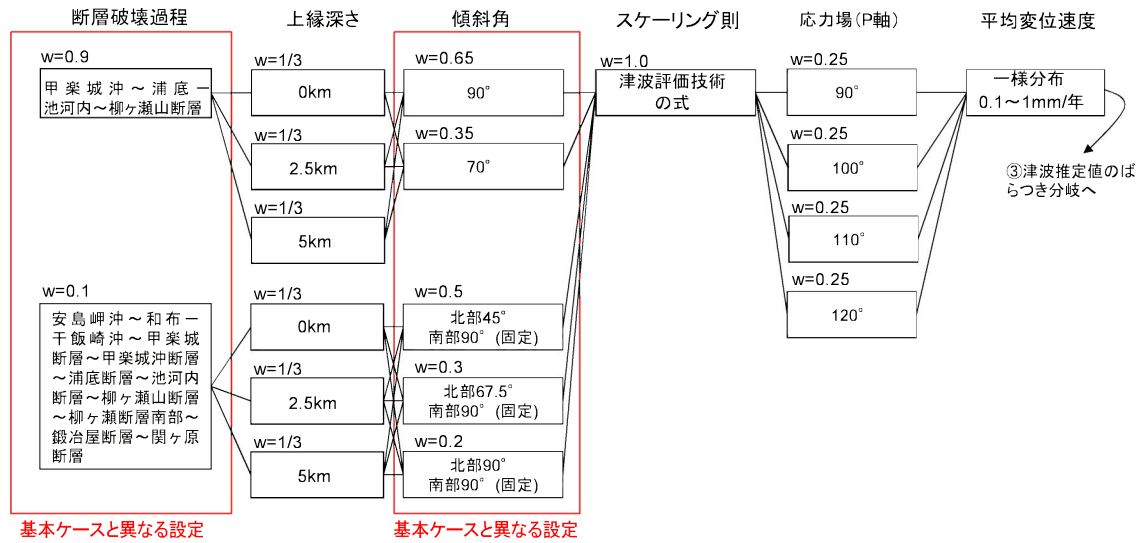 断層破壊過程
上縁深さ
傾斜角
スケーリング則
応力場（P軸）
平均変位速度
w=0.9
甲楽城沖～浦底－
池河内～柳ヶ瀬山断層
w=1/3
0km
w=1/3
2.5km
w=1/3
5km
w=0.65
90°
w=0.35
70°
w=1.0
津波評価技術
の式
w=0.25
90°
w=0.25
100°
w=0.25
110°
w=0.25
120°
一様分布
0.1～1mm/年
③津波推定値のば
らつき分岐へ
w=0.1
安島岬沖～和布－
干飯崎沖～甲楽城
断層～甲楽城沖断層
～浦底断層～池河内
断層～柳ヶ瀬山断層
～柳ヶ瀬断層南部～
鍛冶屋断層～関ヶ原
断層
w=1/3
0km
w=1/3
2.5km
w=1/3
5km
w=0.5
北部45°
南部90°（固定）
w=0.3
北部67.5°
南部90°（固定）
w=0.2
北部90°
南部90°（固定）
基本ケースと異なる設定
基本ケースと異なる設定